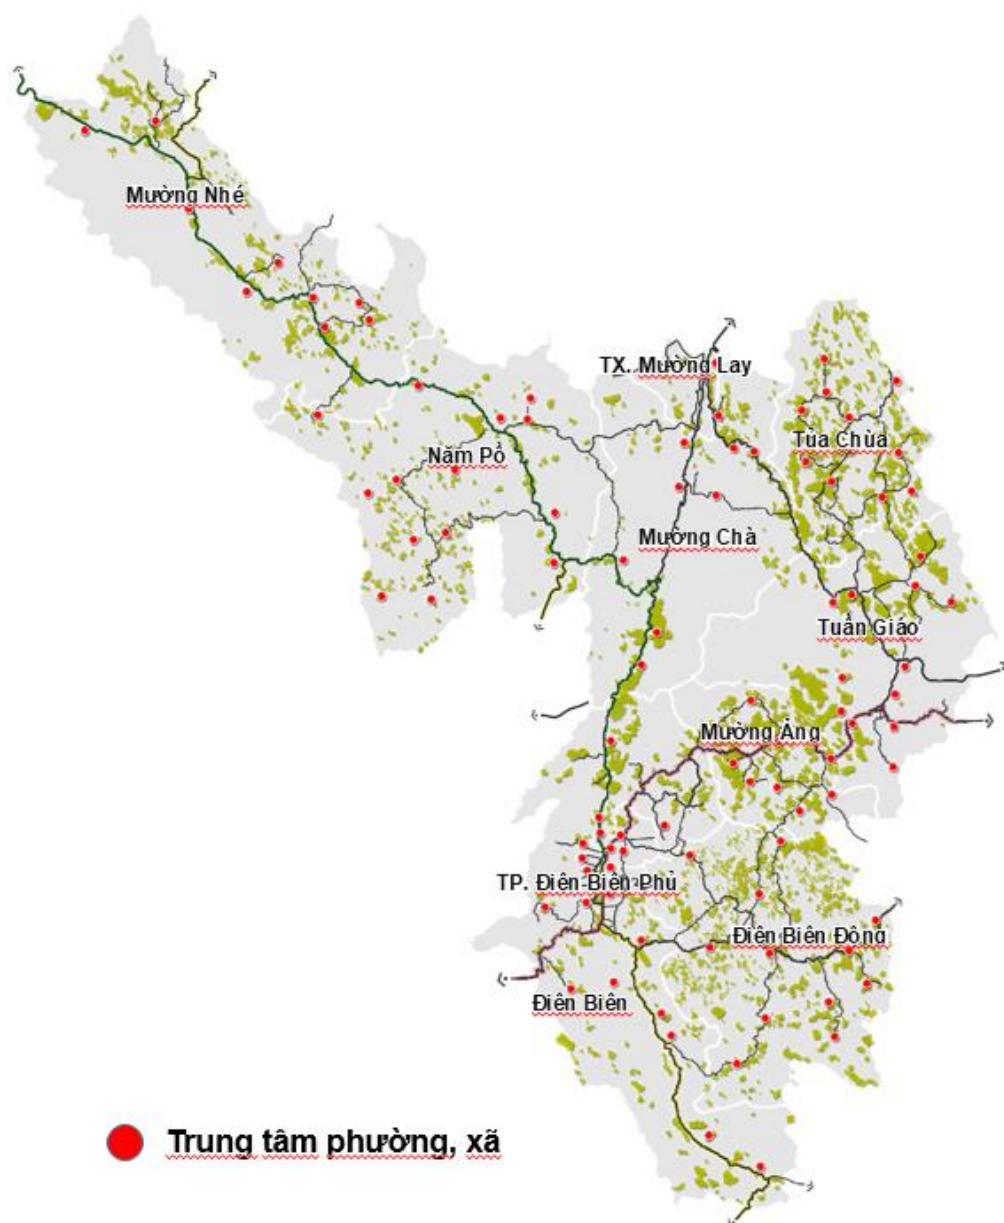 Mường Nhé
TX. Mường Lay
Tủa Chùa
Năm Pồ
Mường Chà
Tuần Giáo
Mường Ảng
TP. Điện Biên Phủ
Điện Biên Đông
Điện Biên
Trung tâm phường, xã